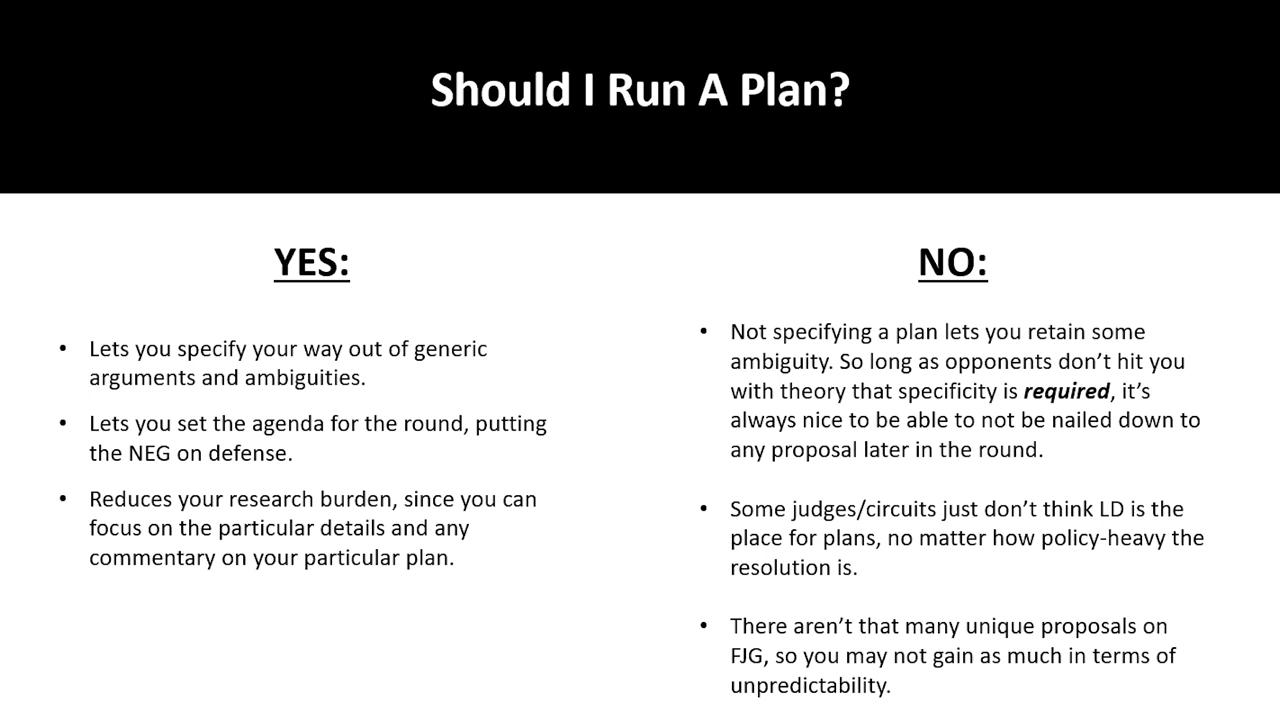 Should I Run A Plan?
YES:
• Lets you specify your way out of generic
arguments and ambiguities.
• Lets you set the agenda for the round, putting
the NEG on defense.
• Reduces your research burden, since you can
focus on the particular details and any
commentary on your particular plan.
NO:
• Not specifying a plan lets you retain some
ambiguity. So long as opponents don’t hit you
with theory that specificity is required, it’s
always nice to be able to not be nailed down to
any proposal later in the round.
• Some judges/circuits just don’t think LD is the
place for plans, no matter how policy-heavy the
resolution is.
• There aren’t that many unique proposals on
FJG, so you may not gain as much in terms of
unpredictability.